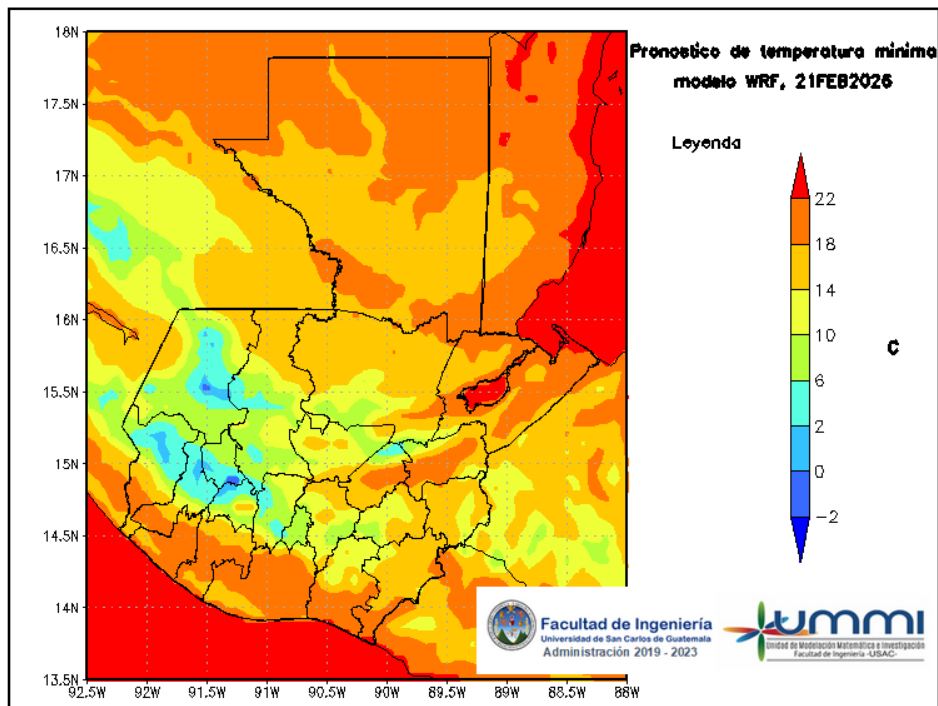 Pronostico de temperatura minima
modelo WRF, 21FEB2026
Leyenda
22
18
14
10
6
2
0
-2
C
18N
17.5N
17N
16.5N
16N
15.5N
15N
14.5N
14N
13.5N
92.5W 92W 91.5W 91W 90.5W 90W 89.5W 89W 88.5W 88W
Facultad de Ingeniería
Universidad de San Carlos de Guatemala
Administración 2019 - 2023
UMMI
Unidad de Modelación Matemática e Investigación
Facultad de Ingeniería -USAC-